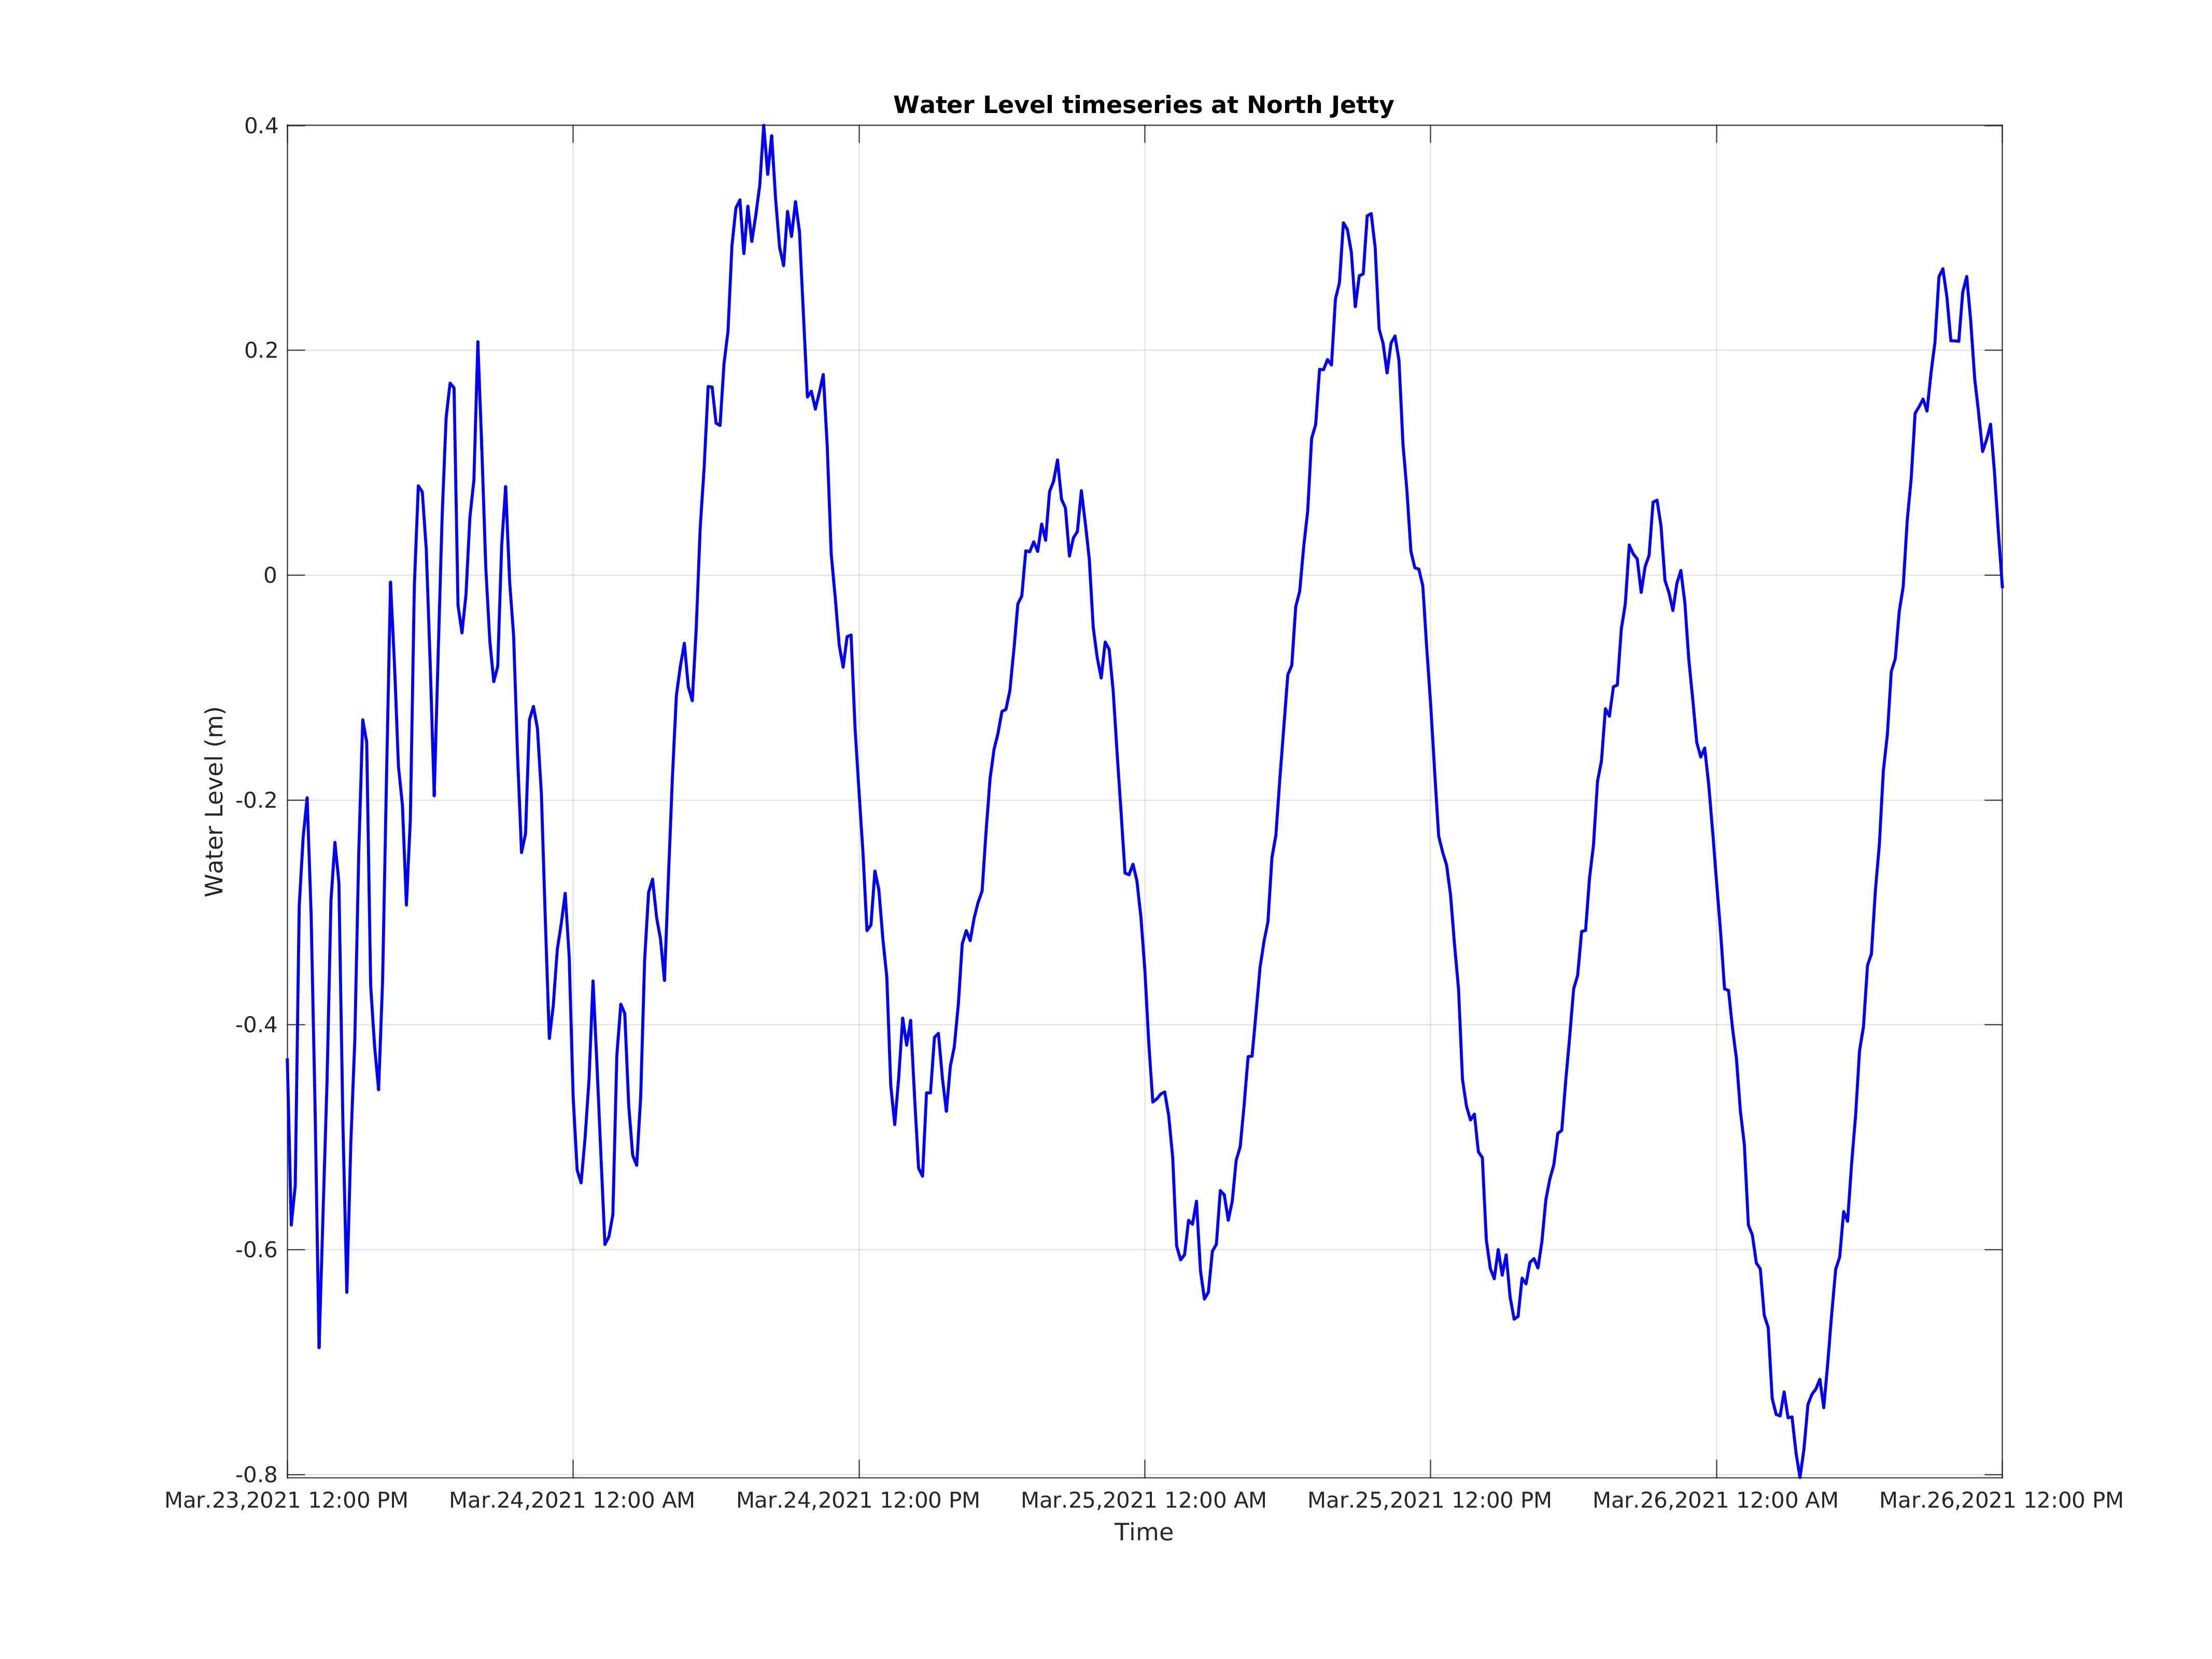 Water Level timeseries at North Jetty
0.4
0.2
0
-0.2
-0.4
-0.6
-0.8
Water Level (m)
Mar.23,2021 12:00 PM
Mar.24,2021 12:00 AM
Mar.24,2021 12:00 PM
Mar.25,2021 12:00 AM
Mar.25,2021 12:00 PM
Mar.26,2021 12:00 AM
Mar.26,2021 12:00 PM
Time